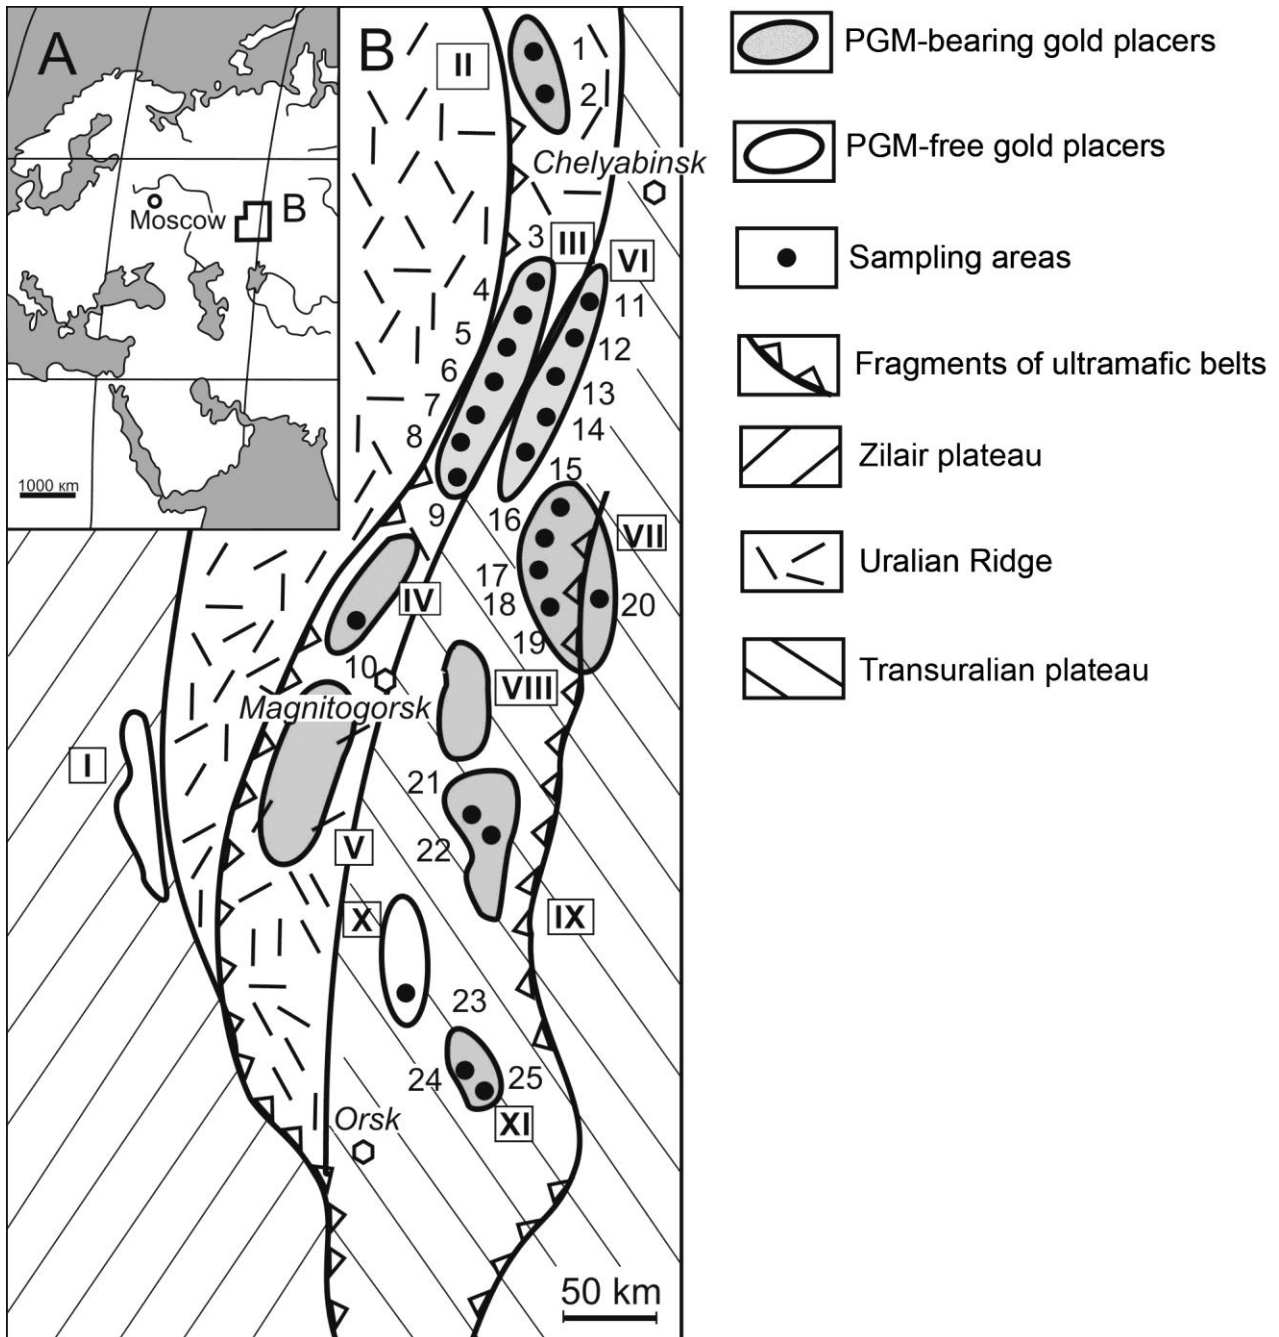 A
B
Moscow
B
1000 км
II
1
2
Chelyabinsk
3
III
VI
4
11
5
12
6
13
7
14
8
15
9
16
VII
17
IV
18
20
19
10
VIII
Magnitogorsk
I
21
22
V
X
IX
23
24
25
Orsk
XI
50 km
PGM-bearing gold placers
PGM-free gold placers
Sampling areas
Fragments of ultramafic belts
Zilair plateau
Uralian Ridge
Transuralian plateau